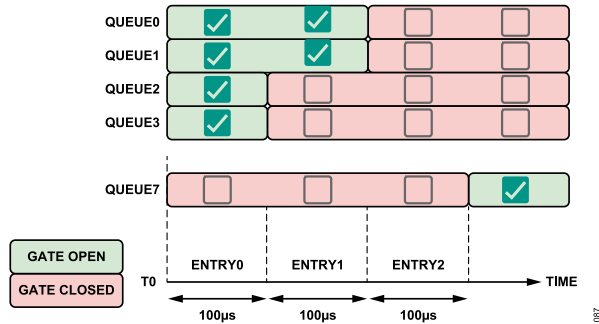 QUEUE0
QUEUE1
QUEUE2
QUEUE3
QUEUE7
GATE OPEN
GATE CLOSED
T0
ENTRY0 ENTRY1 ENTRY2
TIME
100µs 100µs 100µs
087